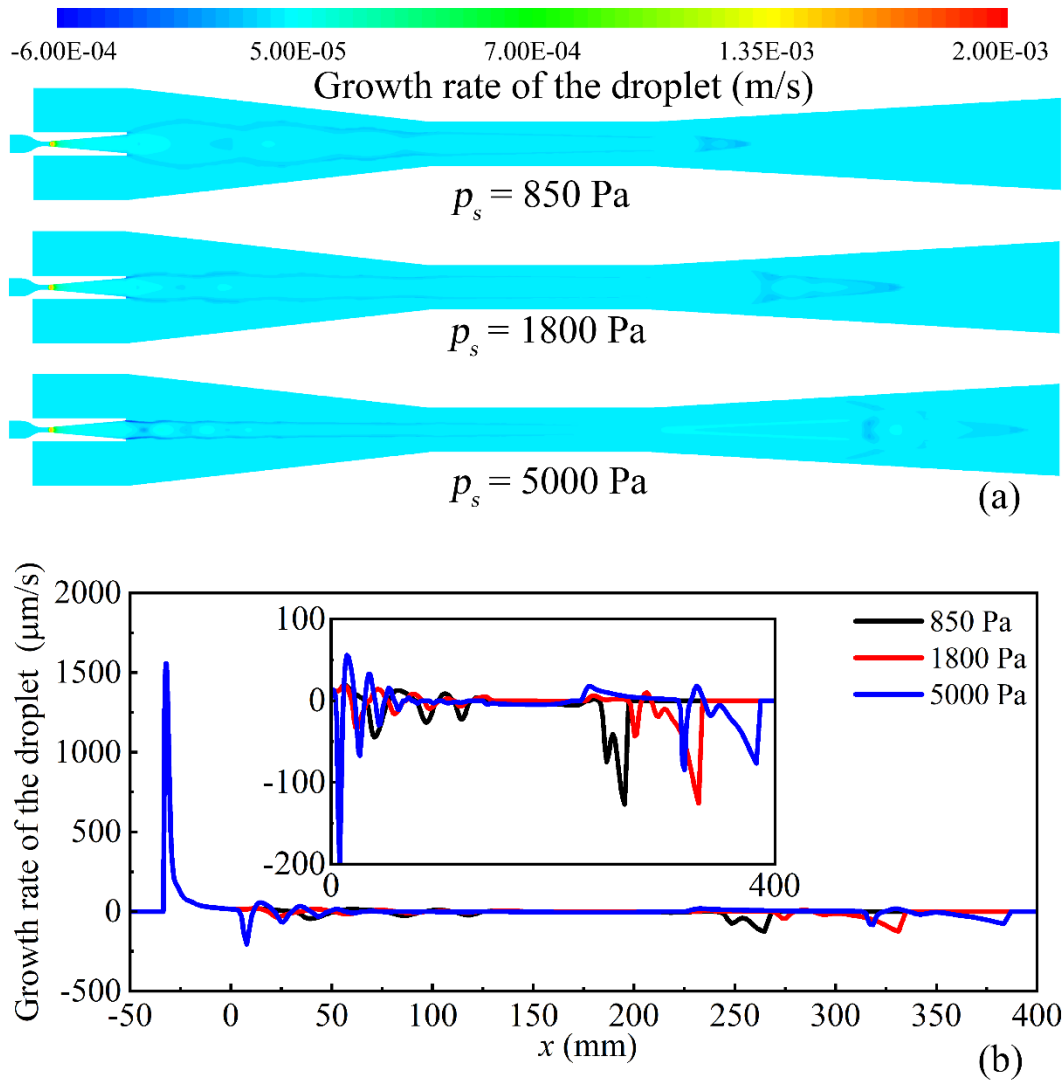 -6.00E-04 5.00E-05 7.00E-04 1.35E-03 2.00E-03
Growth rate of the droplet (m/s)
pₛ = 850 Pa
pₛ = 1800 Pa
pₛ = 5000 Pa
(a)
Growth rate of the droplet (μm/s)
2000
1500
1000
500
0
-500
100
0
-100
-200
0 400
850 Pa
1800 Pa
5000 Pa
-50 0 50 100 150 200 250 300 350 400
x (mm)
(b)